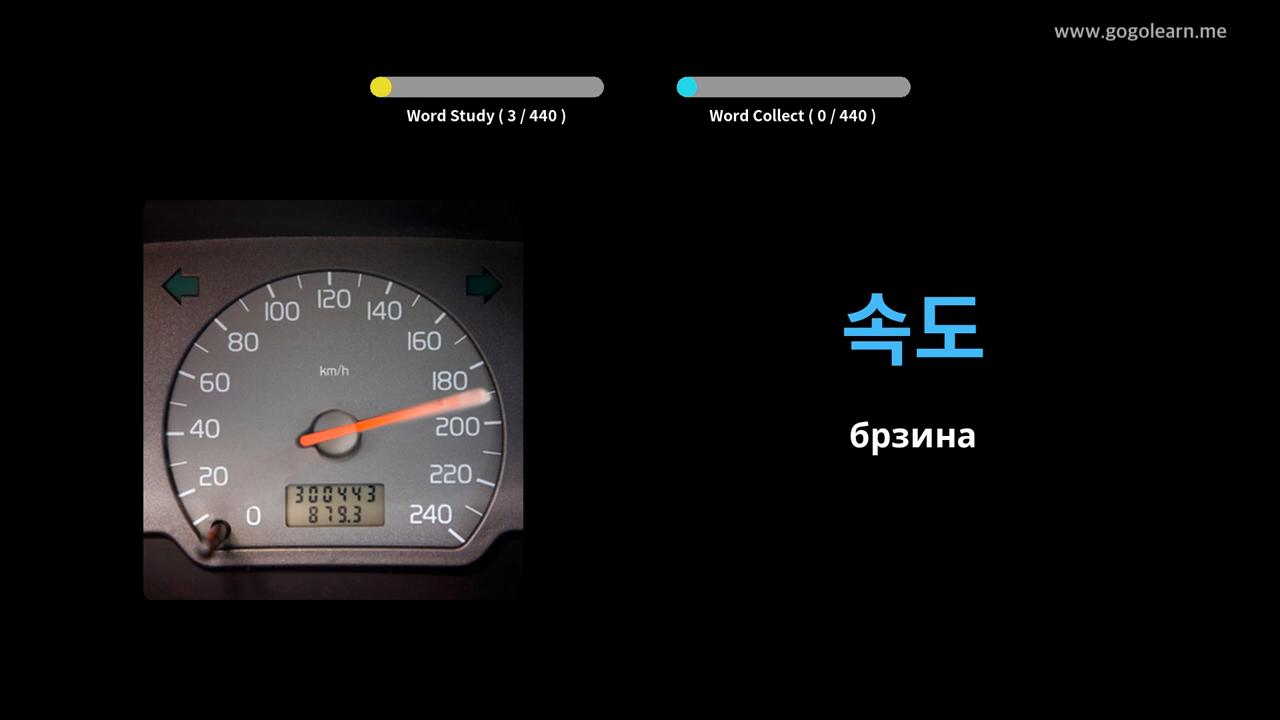 www.gogolearn.me
Word Study ( 3 / 440 )
Word Collect ( 0 / 440 )
120
100
140
80
160
km/h
60
180
40
200
20
220
300443
0
879.3
240
속도
брзина